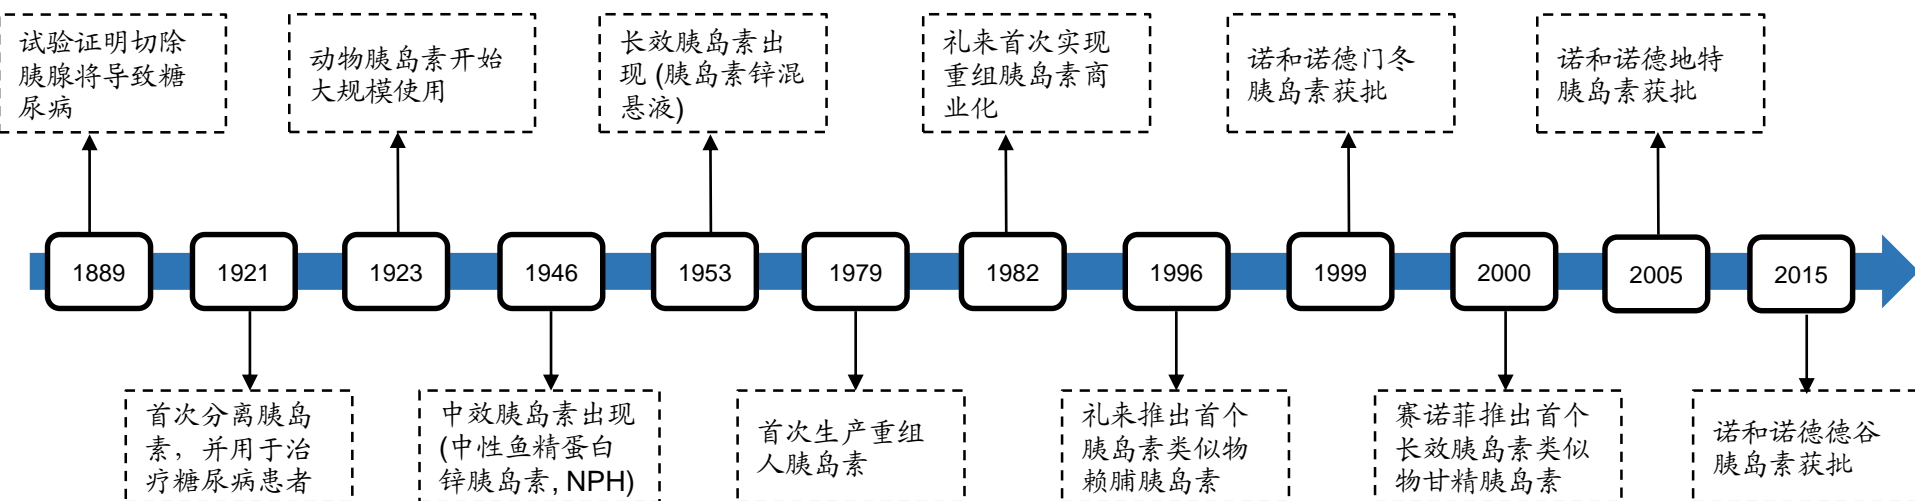 试验证明切除
胰腺将导致糖
尿病
动物胰岛素开始
大规模使用
长效胰岛素出
现 (胰岛素锌混
悬液)
礼来首次实现
重组胰岛素商
业化
诺和诺德门冬
胰岛素获批
诺和诺德地特
胰岛素获批
1889
1921
1923
1946
1953
1979
1982
1996
1999
2000
2005
2015
首次分离胰岛
素，并用于治
疗糖尿病患者
中效胰岛素出现
(中性鱼精蛋白
锌胰岛素, NPH)
首次生产重组
人胰岛素
礼来推出首个
胰岛素类似物
赖脯胰岛素
赛诺菲推出首个
长效胰岛素类似
物甘精胰岛素
诺和诺德德谷
胰岛素获批